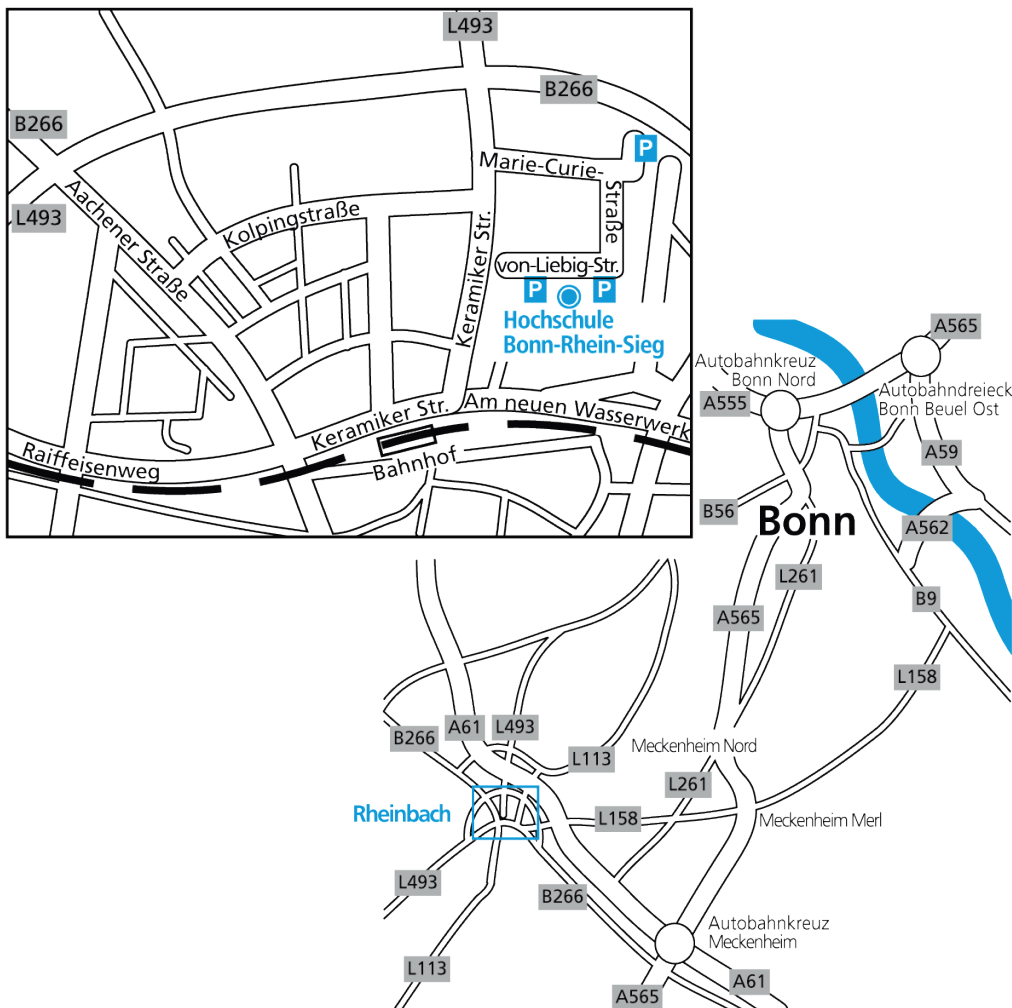 L493
B266
B266
P
Marie-Curie-
Straße
L493
Aachener Straße
Kolpingstraße
Keramiker Str.
von-Liebig-Str.
P
P
Hochschule
Bonn-Rhein-Sieg
Keramiker Str.
Am neuen Wasserwerk
Raiffeisenweg
Bahnhof
A565
Autobahnkreuz
Bonn Nord
Autobahndreieck
Bonn Beuel Ost
A555
A59
B56
Bonn
A562
L261
B9
A565
L158
A61
L493
B266
L113
Meckenheim Nord
L261
Rheinbach
L158
Meckenheim Merl
L493
B266
Autobahnkreuz
Meckenheim
L113
A61
A565